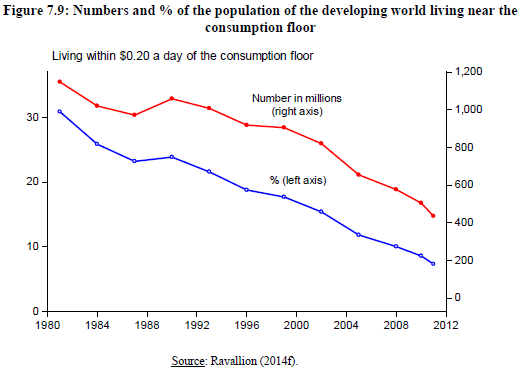 Figure 7.9: Numbers and % of the population of the developing world living near the
consumption floor
Living within $0.20 a day of the consumption floor
1,200
1,000
800
600
400
200
0
30
20
10
0
Number in millions
(right axis)
% (left axis)
1980 1984 1988 1992 1996 2000 2004 2008 2012
Source: Ravallion (2014f).